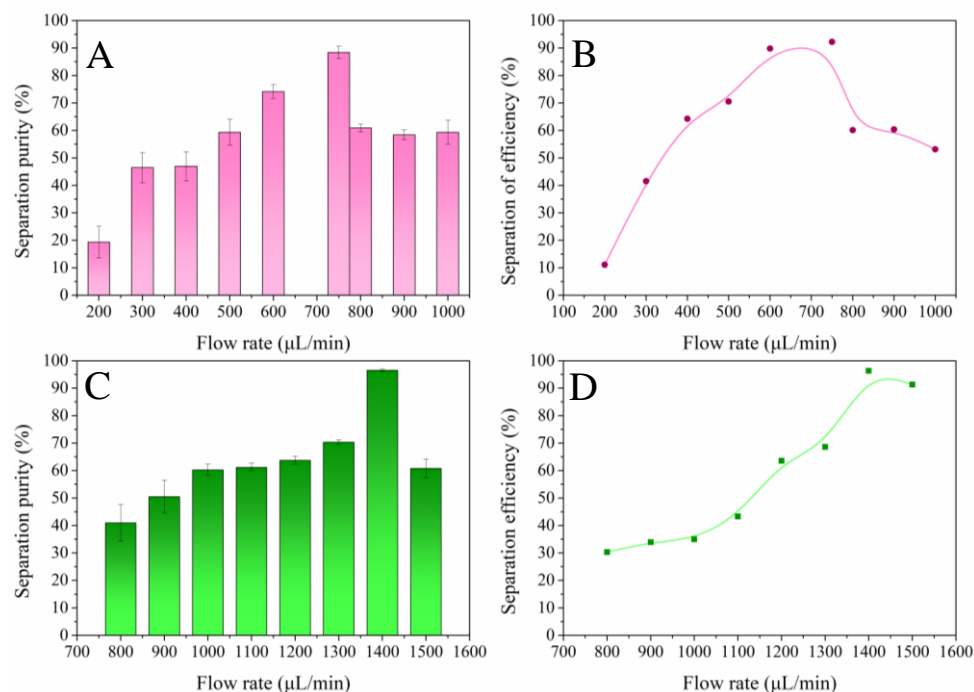 A
Separation purity (%)
100
90
80
70
60
50
40
30
20
10
0
200 300 400 500 600 700 800 900 1000
Flow rate (μL/min)
B
Separation of efficiency (%)
100
90
80
70
60
50
40
30
20
10
0
100 200 300 400 500 600 700 800 900 1000
Flow rate (μL/min)
C
Separation purity (%)
100
90
80
70
60
50
40
30
20
10
0
700 800 900 1000 1100 1200 1300 1400 1500 1600
Flow rate (μL/min)
D
Separation efficiency (%)
100
90
80
70
60
50
40
30
20
10
0
700 800 900 1000 1100 1200 1300 1400 1500 1600
Flow rate (μL/min)